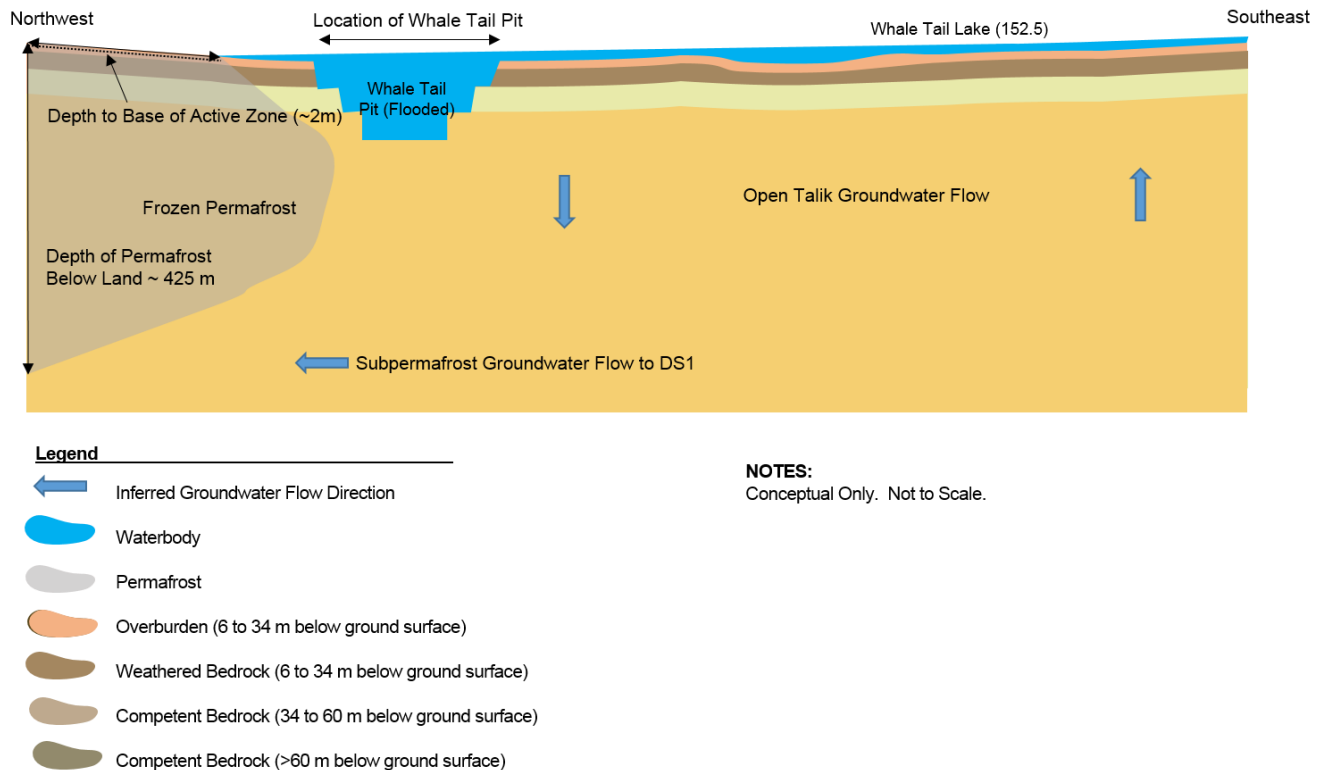 Northwest
Location of Whale Tail Pit
Southeast
Whale Tail Lake (152.5)
Whale Tail
Pit (Flooded)
Depth to Base of Active Zone (~2m)
Open Talik Groundwater Flow
Frozen Permafrost
Depth of Permafrost
Below Land ~ 425 m
Subpermafrost Groundwater Flow to DS1
Legend
Inferred Groundwater Flow Direction
Waterbody
Permafrost
Overburden (6 to 34 m below ground surface)
Weathered Bedrock (6 to 34 m below ground surface)
Competent Bedrock (34 to 60 m below ground surface)
Competent Bedrock (>60 m below ground surface)
NOTES:
Conceptual Only.  Not to Scale.